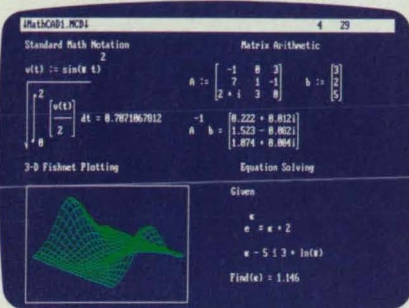 MathCAD1.MCD 4 29
Standard Math Notation
2
v(t) := sin(π t)
2
v(t)
dt = 0.7071067812
2
0
Matrix Arithmetic
-1 0 3
A := 7 1 -1
2 + i 3 0
3
b := 2
5
-1
A b =
0.222 + 0.012i
1.523 - 0.082i
1.074 + 0.004i
3-D Fishnet Plotting
Equation Solving
Given
x
e = x + 2
x - 5 i 3 + ln(π)
Find(x) = 1.146